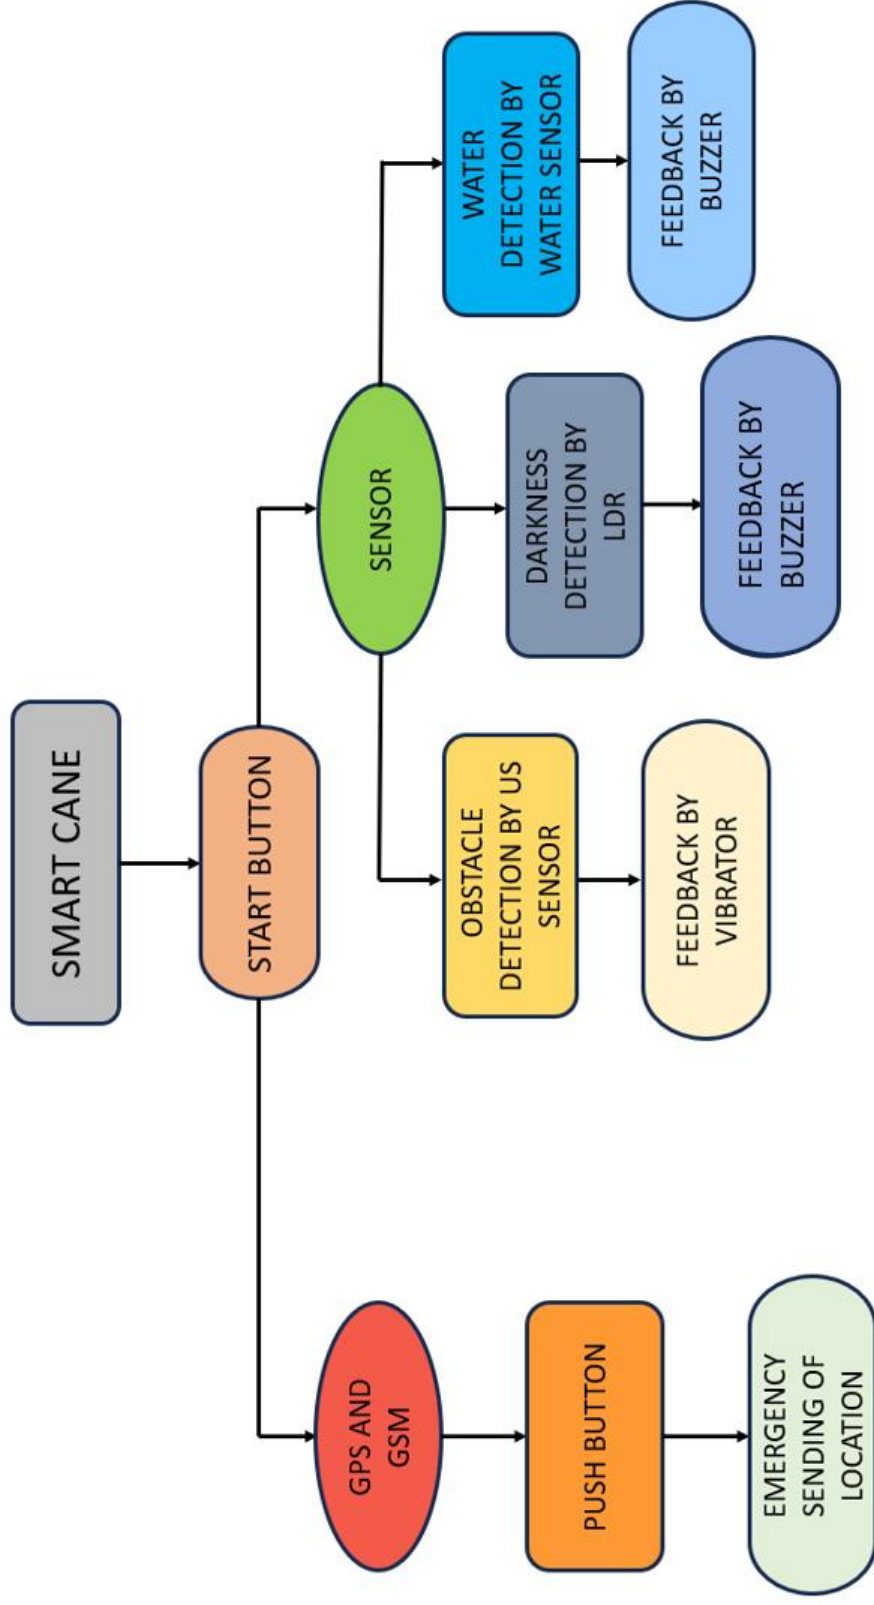 SMART CANE
START BUTTON
GPS AND
GSM
SENSOR
PUSH BUTTON
EMERGENCY
SENDING OF
LOCATION
OBSTACLE
DETECTION BY US
SENSOR
FEEDBACK BY
VIBRATOR
DARKNESS
DETECTION BY
LDR
FEEDBACK BY
BUZZER
WATER
DETECTION BY
WATER SENSOR
FEEDBACK BY
BUZZER